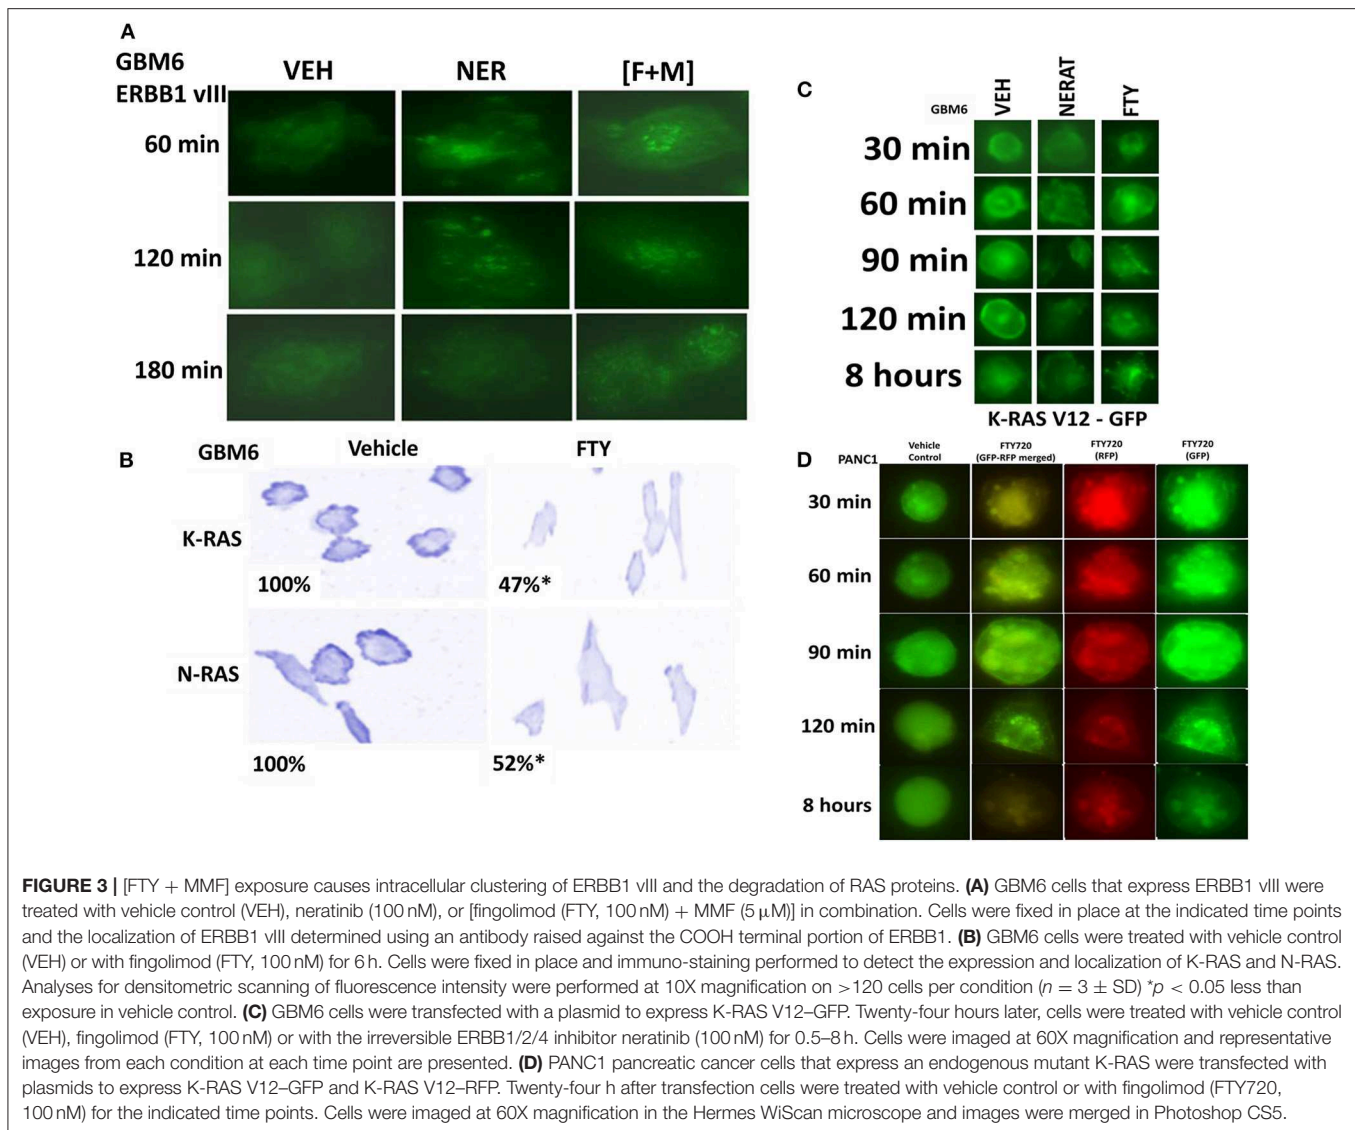 A
GBM6
ERBB1 vIII
VEH NER [F+M]
60 min
120 min
180 min
B
GBM6 Vehicle FTY
K-RAS
100% 47%*
N-RAS
100% 52%*
C
GBM6 VEH NERAT FTY
30 min
60 min
90 min
120 min
8 hours
K-RAS V12 - GFP
D
PANC1
Vehicle Control
FTY720 (GFP-RFP merged)
FTY720 (RFP)
FTY720 (GFP)
30 min
60 min
90 min
120 min
8 hours
FIGURE 3 | [FTY + MMF] exposure causes intracellular clustering of ERBB1 vIII and the degradation of RAS proteins. (A) GBM6 cells that express ERBB1 vIII were
treated with vehicle control (VEH), neratinib (100 nM), or [fingolimod (FTY, 100 nM) + MMF (5 µM)] in combination. Cells were fixed in place at the indicated time points
and the localization of ERBB1 vIII determined using an antibody raised against the COOH terminal portion of ERBB1. (B) GBM6 cells were treated with vehicle control
(VEH) or with fingolimod (FTY, 100 nM) for 6 h. Cells were fixed in place and immuno-staining performed to detect the expression and localization of K-RAS and N-RAS.
Analyses for densitometric scanning of fluorescence intensity were performed at 10X magnification on >120 cells per condition (n = 3 ± SD) *p < 0.05 less than
exposure in vehicle control. (C) GBM6 cells were transfected with a plasmid to express K-RAS V12–GFP. Twenty-four hours later, cells were treated with vehicle control
(VEH), fingolimod (FTY, 100 nM) or with the irreversible ERBB1/2/4 inhibitor neratinib (100 nM) for 0.5–8 h. Cells were imaged at 60X magnification and representative
images from each condition at each time point are presented. (D) PANC1 pancreatic cancer cells that express an endogenous mutant K-RAS were transfected with
plasmids to express K-RAS V12–GFP and K-RAS V12–RFP. Twenty-four h after transfection cells were treated with vehicle control or with fingolimod (FTY720,
100 nM) for the indicated time points. Cells were imaged at 60X magnification in the Hermes WiScan microscope and images were merged in Photoshop CS5.